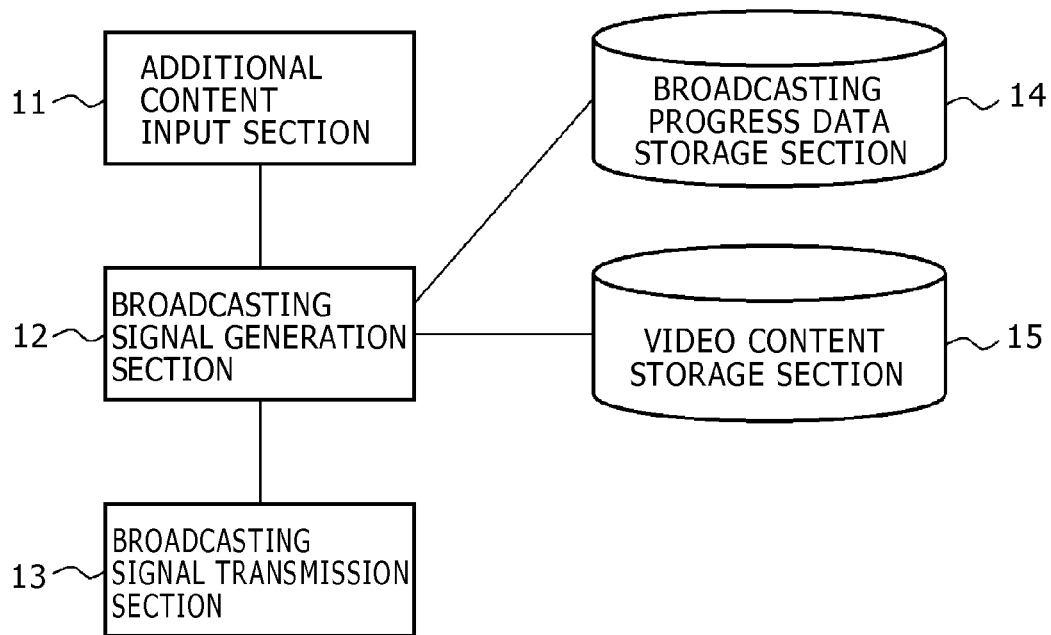 11
ADDITIONAL
CONTENT
INPUT SECTION
12
BROADCASTING
SIGNAL GENERATION
SECTION
13
BROADCASTING
SIGNAL TRANSMISSION
SECTION
BROADCASTING
PROGRESS DATA
STORAGE SECTION
14
VIDEO CONTENT
STORAGE SECTION
15